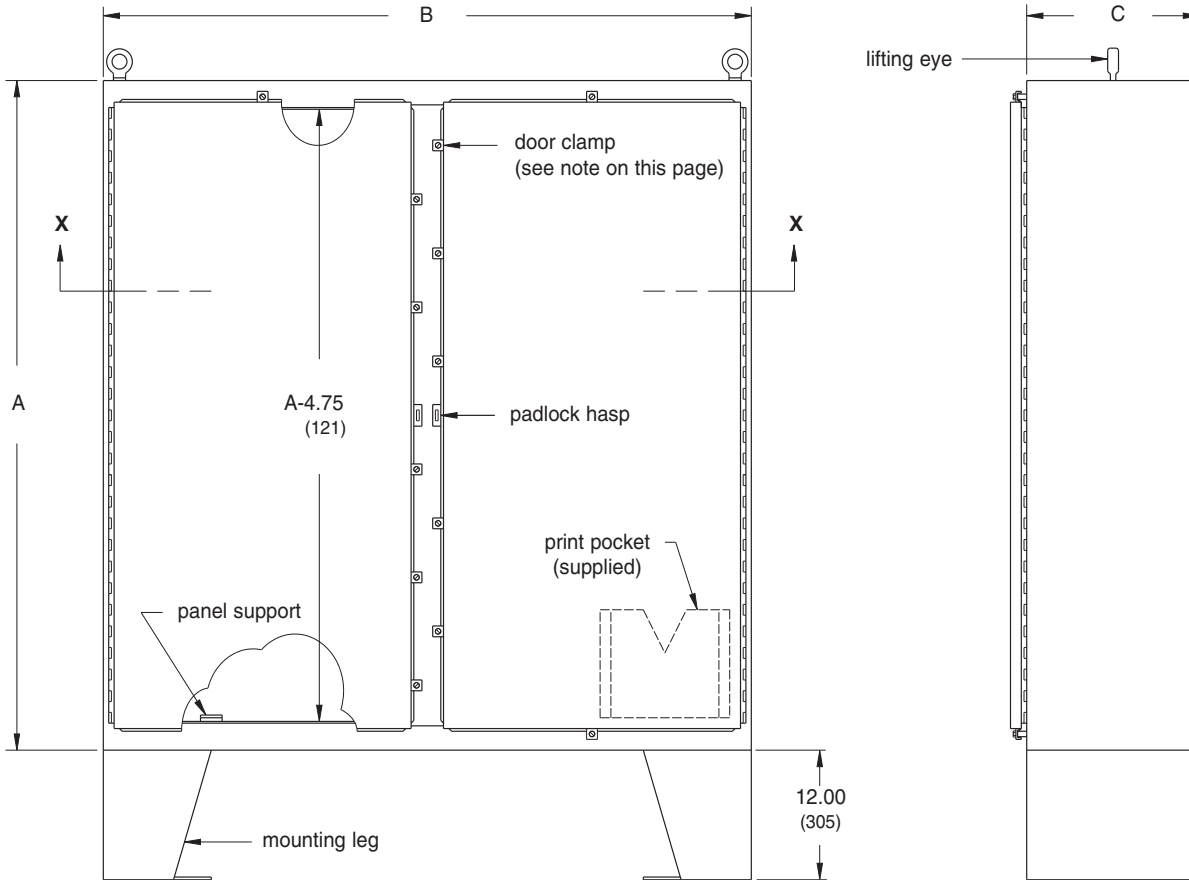 B
C
lifting eye
door clamp
(see note on this page)
X
X
A
A-4.75
(121)
padlock hasp
print pocket
(supplied)
panel support
12.00
(305)
mounting leg